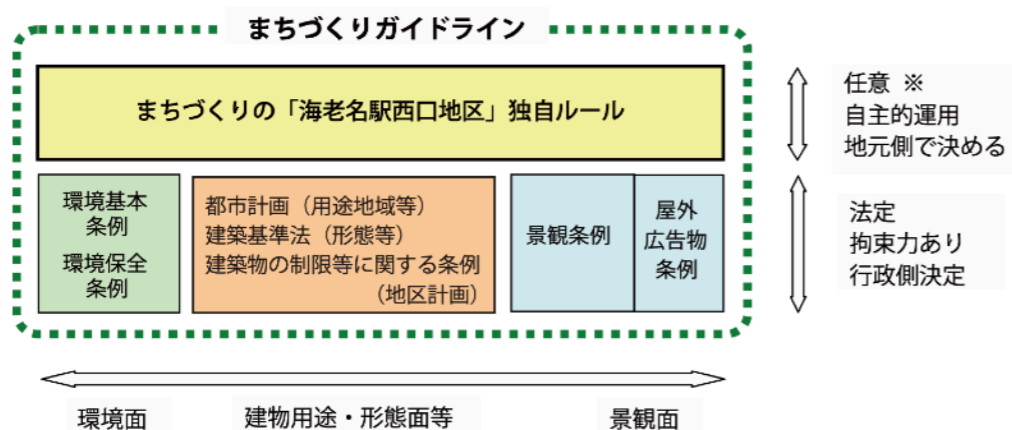 まちづくりガイドライン
まちづくりの「海老名駅西口地区」独自ルール
任意 ※
自主的運用
地元側で決める
環境基本
条例
環境保全
条例
都市計画（用途地域等）
建築基準法（形態等）
建築物の制限等に関する条例
（地区計画）
景観条例
屋外
広告物
条例
法定
拘束力あり
行政側決定
環境面
建物用途・形態面等
景観面